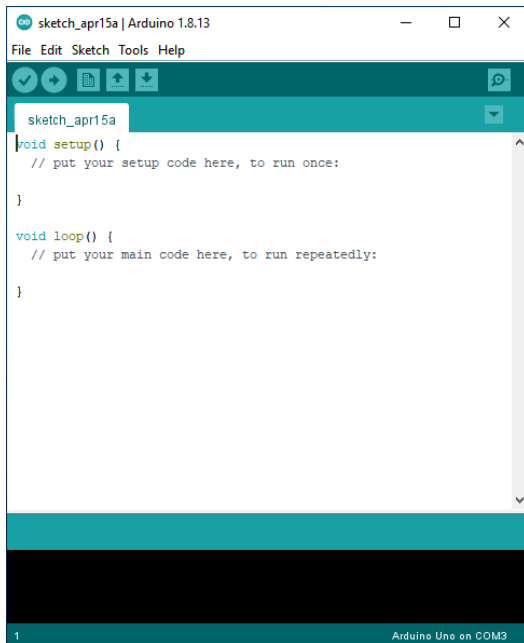 sketch_apr15a | Arduino 1.8.13
File Edit Sketch Tools Help
sketch_apr15a
void setup() {
// put your setup code here, to run once:
}
void loop() {
// put your main code here, to run repeatedly:
}
1 Arduino Uno on COM3